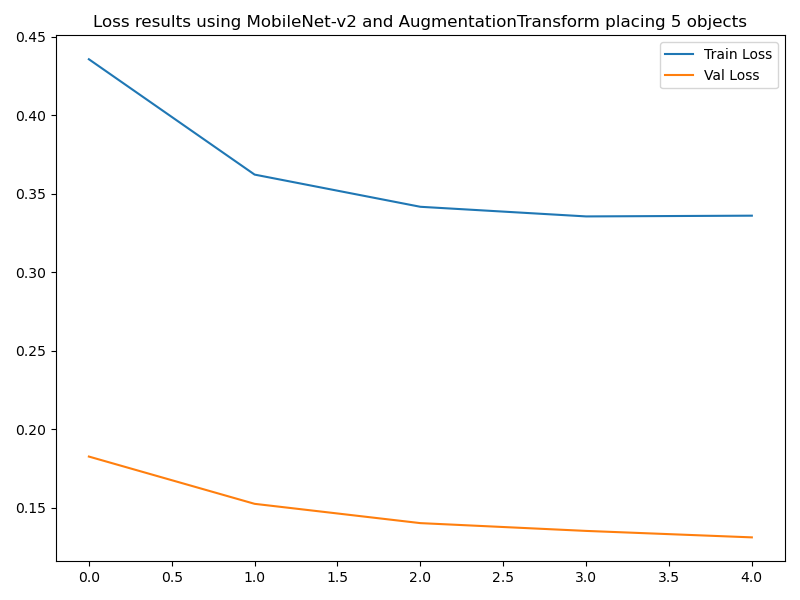 Loss results using MobileNet-v2 and AugmentationTransform placing 5 objects
Train Loss
Val Loss
0.45
0.40
0.35
0.30
0.25
0.20
0.15
0.0 0.5 1.0 1.5 2.0 2.5 3.0 3.5 4.0